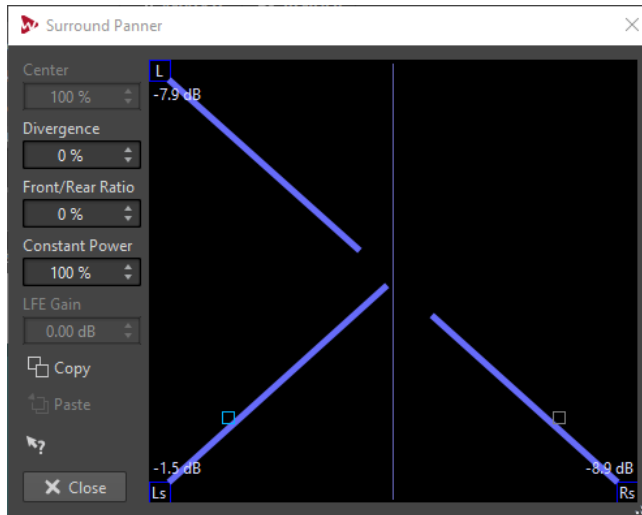 Surround Panner
Center
100 %
Divergence
0 %
Front/Rear Ratio
0 %
Constant Power
100 %
LFE Gain
0.00 dB
Copy
Paste
?
Close
L
-7.9 dB
-1.5 dB
Ls
-8.9 dB
Rs